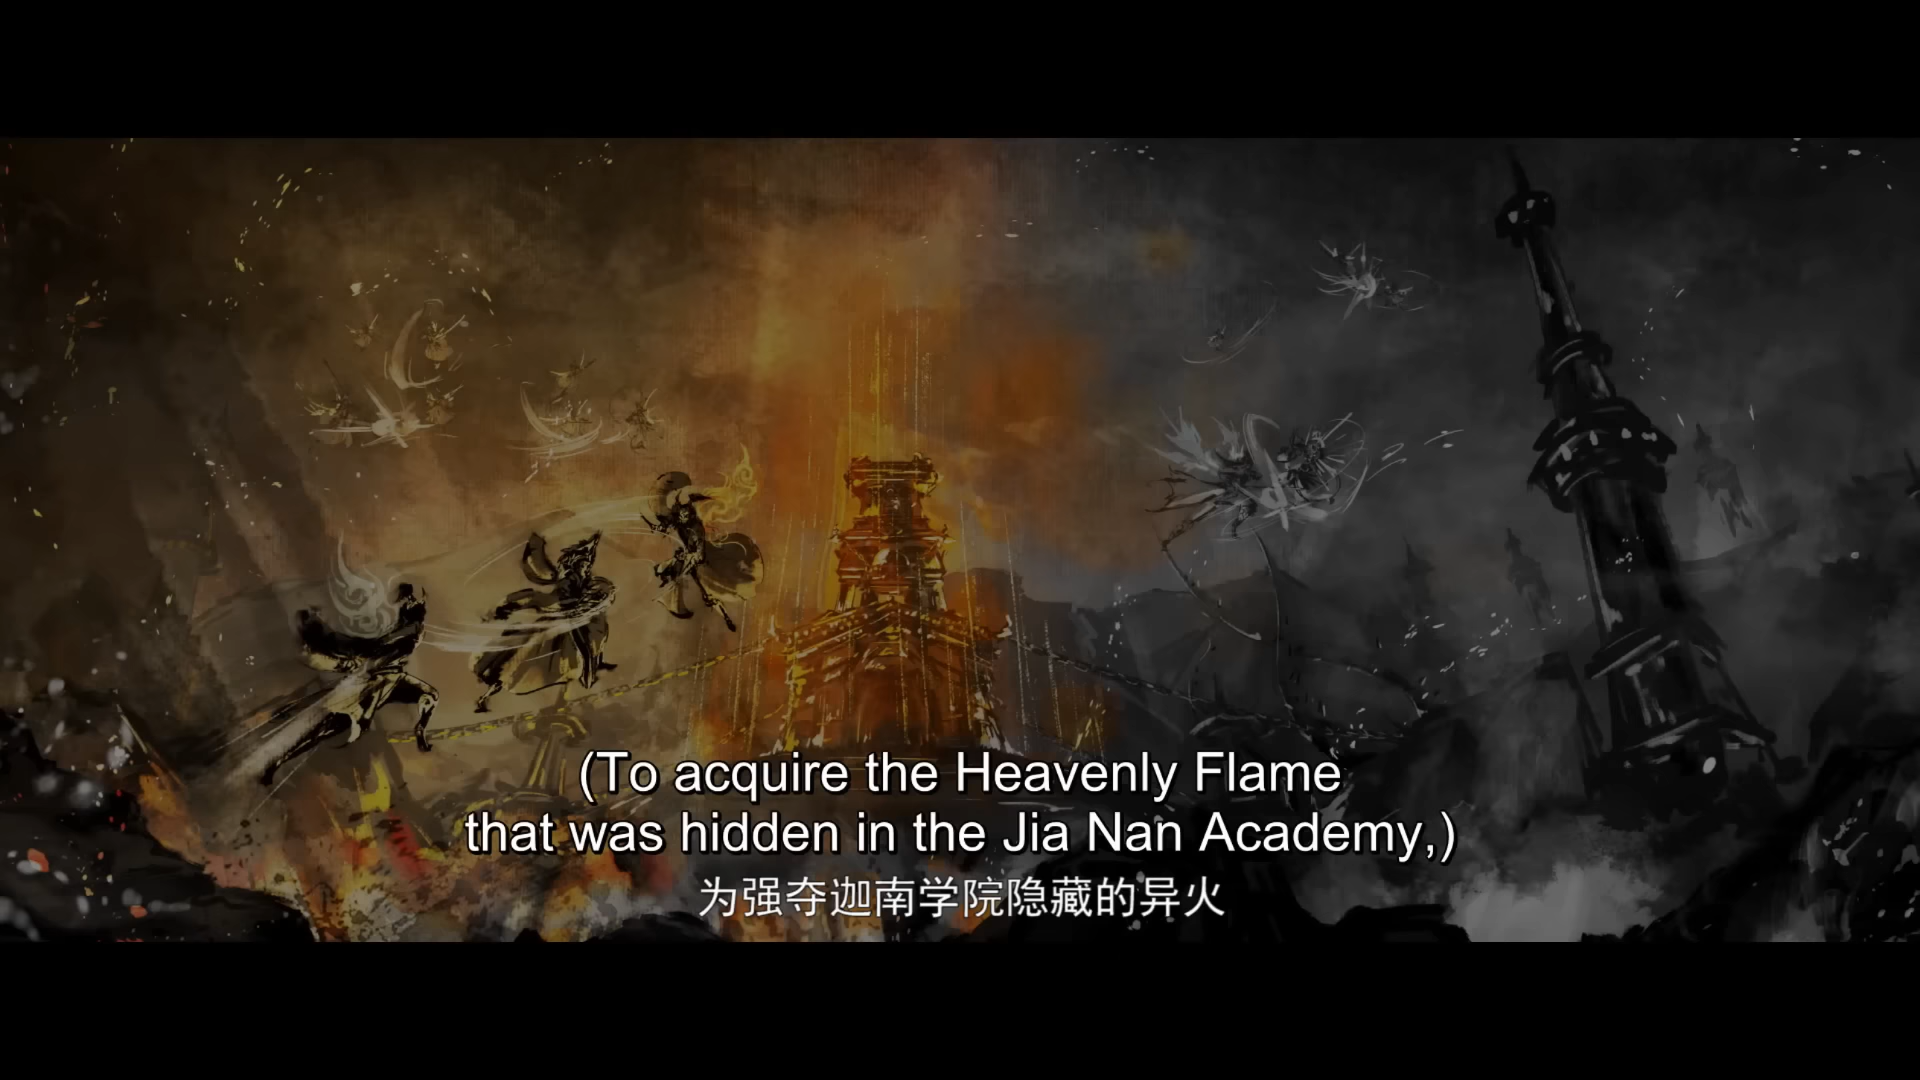 (To acquire the Heavenly Flame
that was hidden in the Jia Nan Academy,)
为强夺迦南学院隐藏的异火